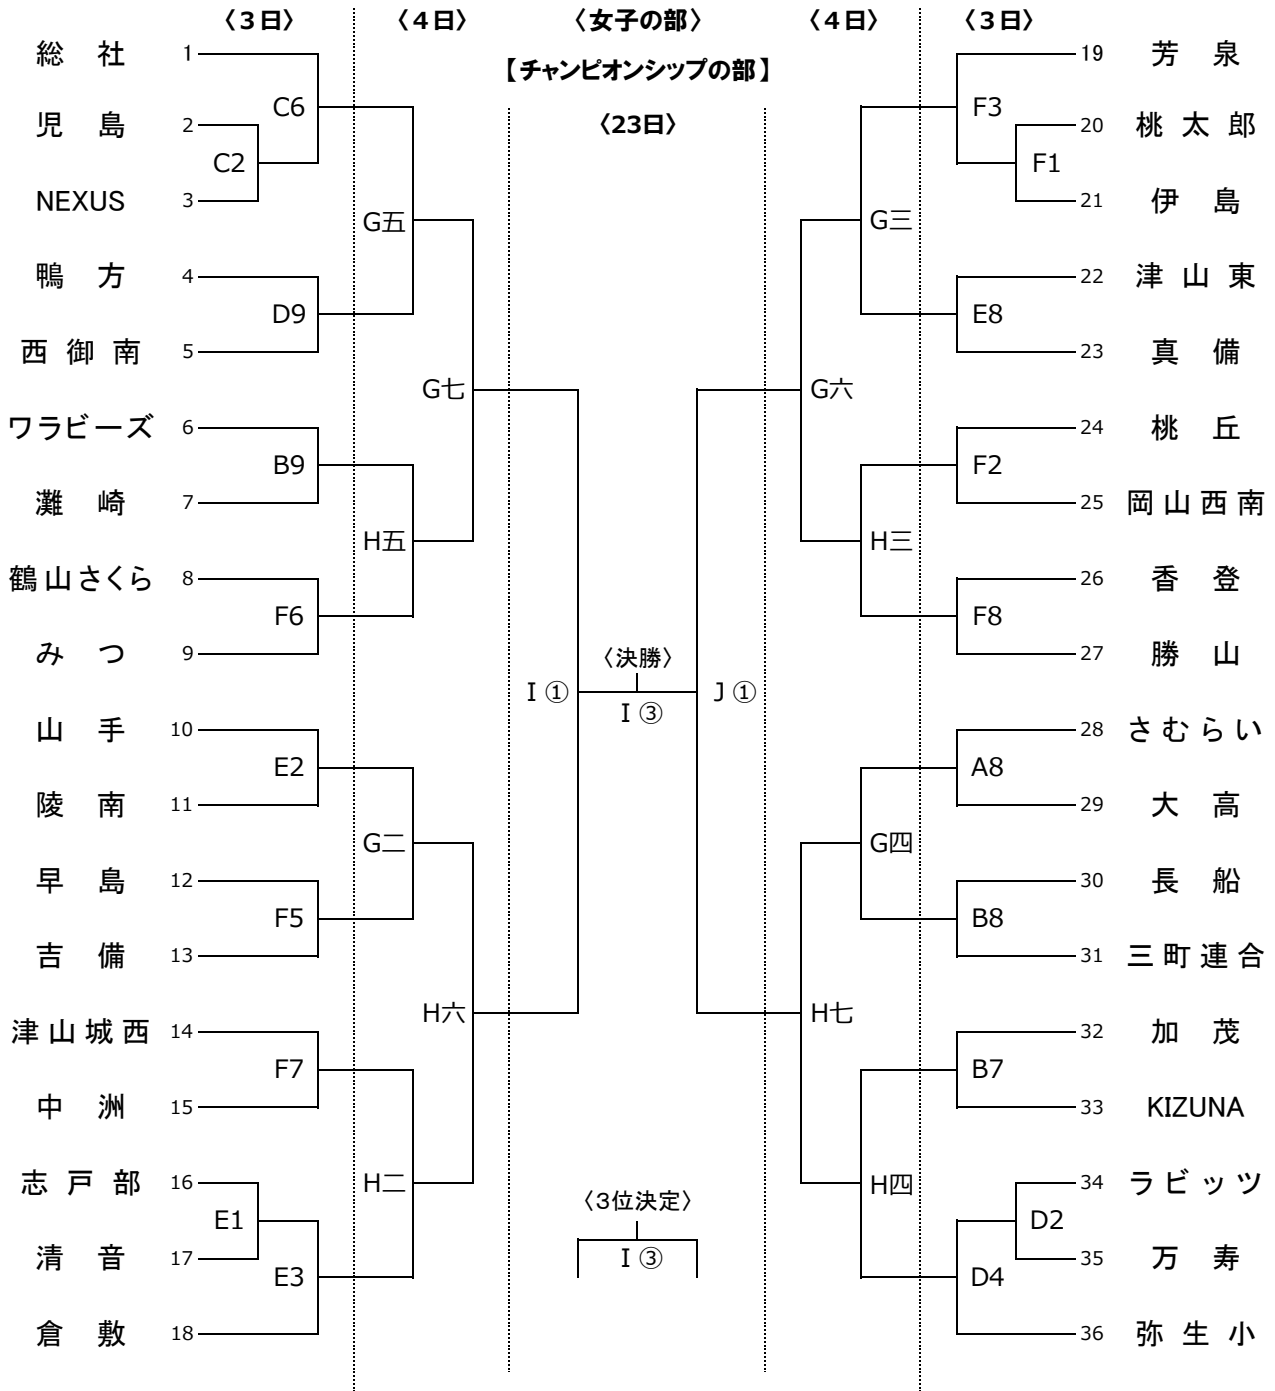 〈3日〉 〈4日〉 〈女子の部〉 〈4日〉 〈3日〉
【チャンピオンシップの部】
〈23日〉
総 社 1
児 島 2
NEXUS 3
鴨 方 4
西 御 南 5
ワラビーズ 6
灘 崎 7
鶴山さくら 8
み つ 9
山 手 10
陵 南 11
早 島 12
吉 備 13
津山城西 14
中 洲 15
志 戸 部 16
清 音 17
倉 敷 18
C6
C2
D9
B9
F6
E2
F5
F7
E1
E3
G五
H五
G二
H二
G七
H六
I ①
〈決勝〉
I ③
J ①
〈3位決定〉
I ③
G六
H七
G三
H三
G四
H四
F3
F1
E8
F2
F8
A8
B8
B7
D2
D4
19 芳 泉
20 桃 太 郎
21 伊 島
22 津 山 東
23 真 備
24 桃 丘
25 岡山西南
26 香 登
27 勝 山
28 さむらい
29 大 高
30 長 船
31 三町連合
32 加 茂
33 KIZUNA
34 ラビッツ
35 万 寿
36 弥 生 小